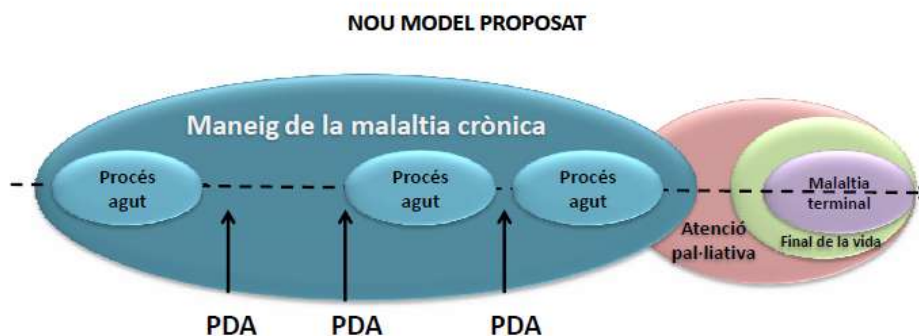 NOU MODEL PROPOSAT
Maneig de la malaltia crònica
Procés
agut
Procés
agut
Procés
agut
Malaltia
terminal
Final de la vida
Atenció
pal·liativa
PDA
PDA
PDA